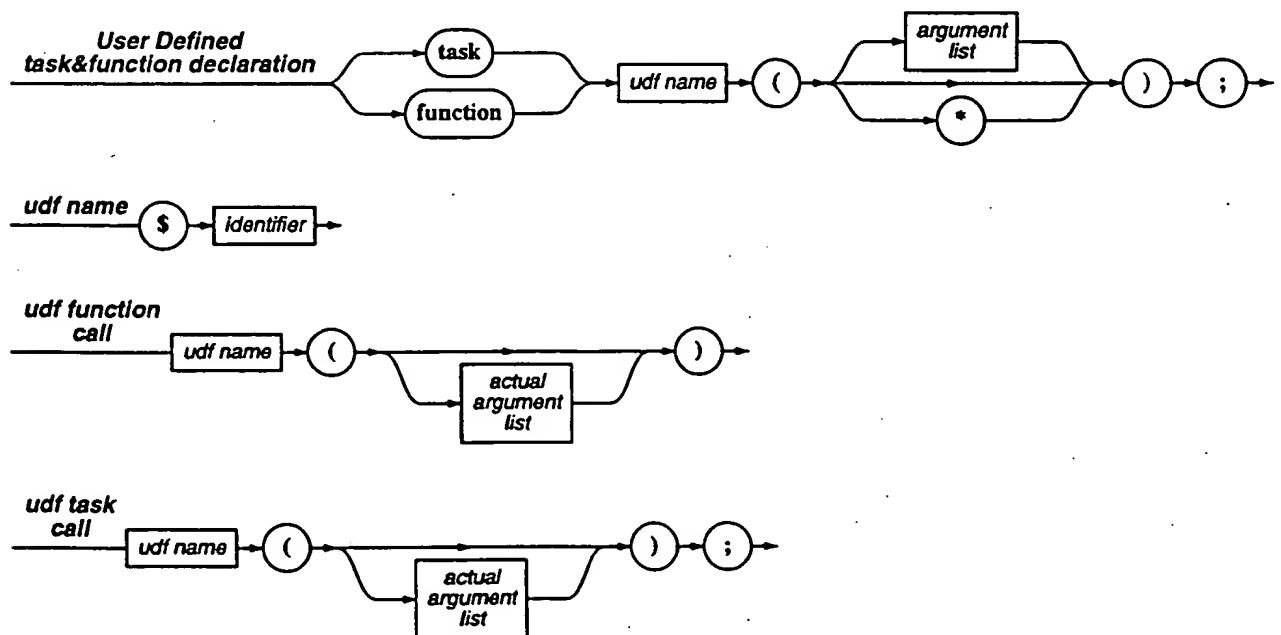 User Defined
task&function declaration
task
function
udf name
(
argument
list
*
)
;
udf name
$
identifier
udf function
call
udf name
(
actual
argument
list
)
udf task
call
udf name
(
actual
argument
list
)
;